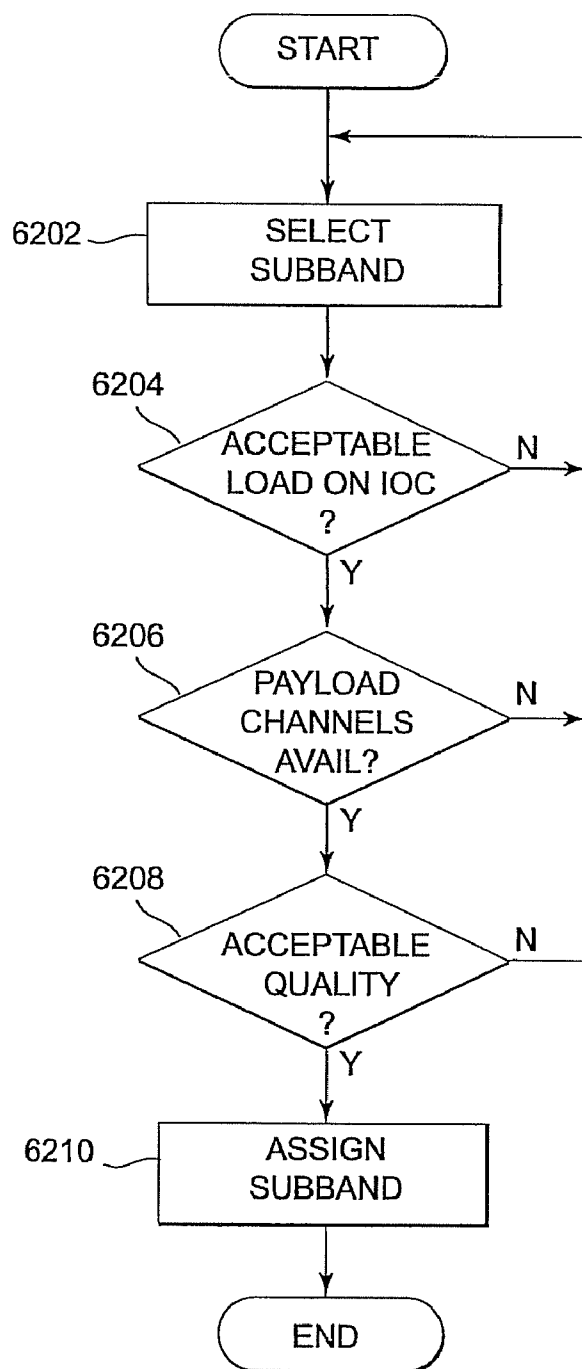 START
6202
SELECT
SUBBAND
6204
ACCEPTABLE
LOAD ON IOC
?
N
Y
6206
PAYLOAD
CHANNELS
AVAIL?
N
Y
6208
ACCEPTABLE
QUALITY
?
N
Y
6210
ASSIGN
SUBBAND
END